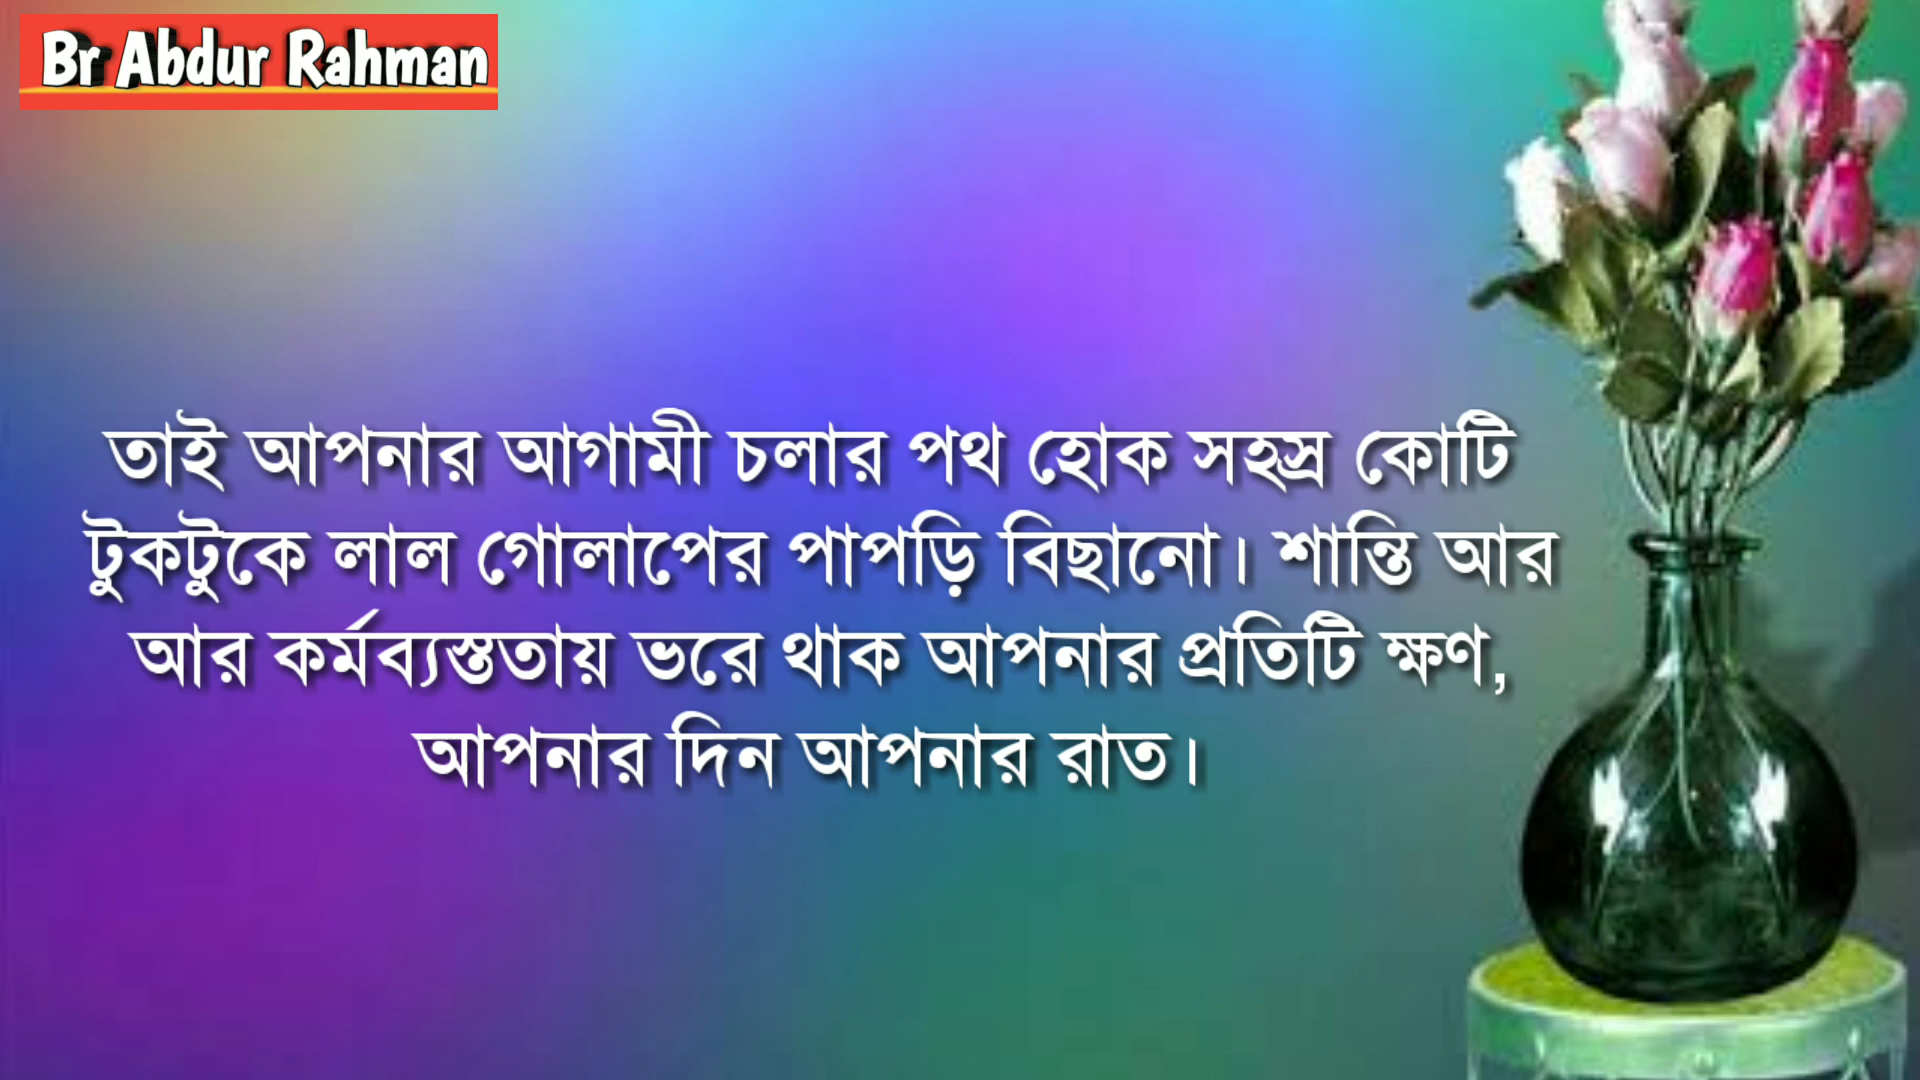 Br Abdur Rahman
তাই আপনার আগামী চলার পথ হোক সহস্র কোটি
টুকটুকে লাল গোলাপের পাপড়ি বিছানো। শান্তি আর
আর কর্মব্যস্ততায় ভরে থাক আপনার প্রতিটি ক্ষণ,
আপনার দিন আপনার রাত।